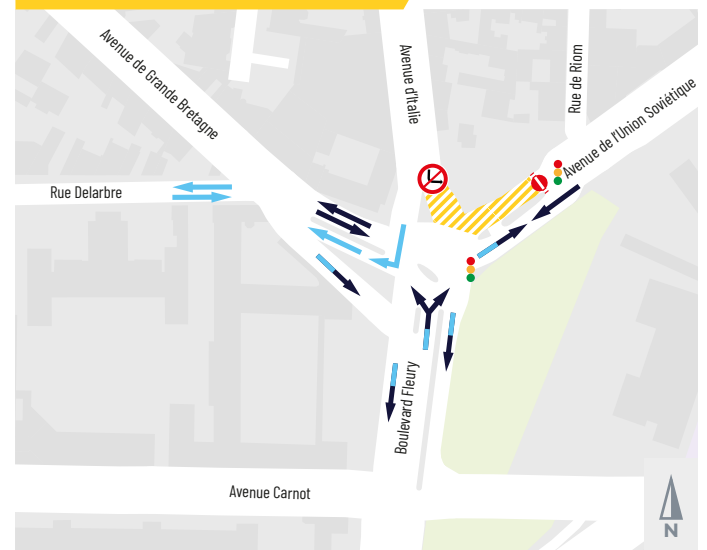 Avenue de Grande Bretagne
Avenue d'Italie
Rue de Riom
Avenue de l'Union Soviétique
Rue Delarbre
Boulevard Fleury
Avenue Carnot
N